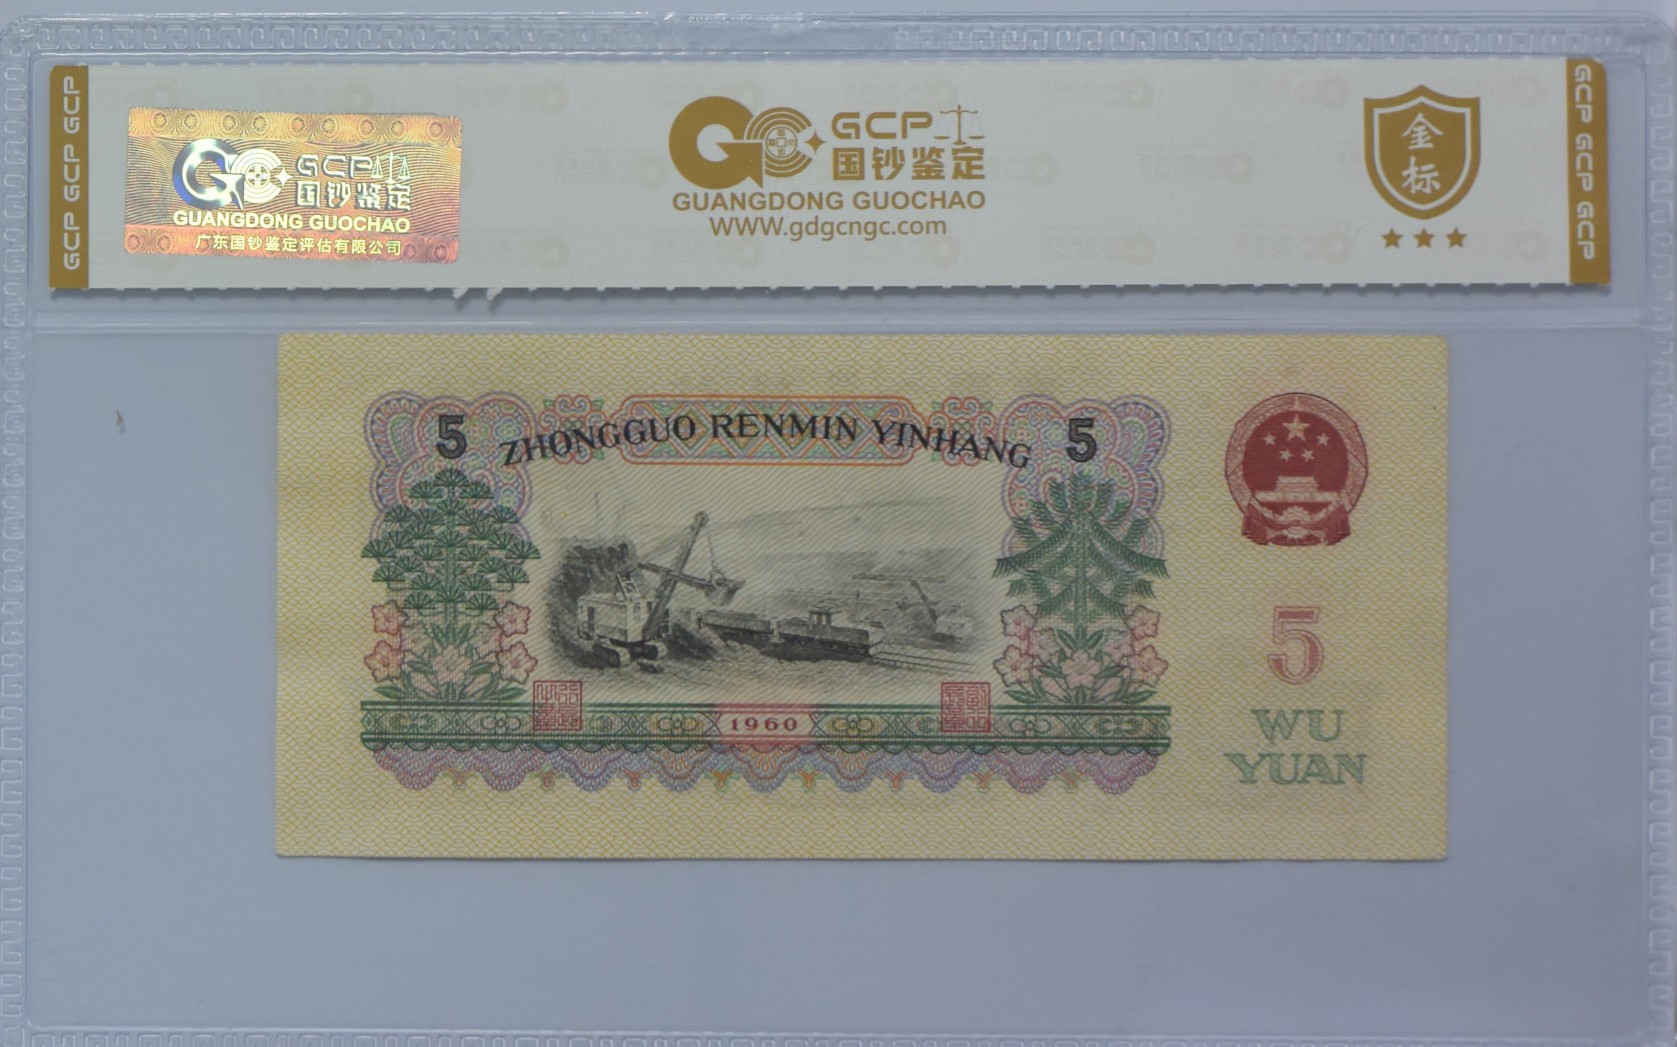 GCP GCP GCP
GCP
国钞鉴定
GUANGDONG GUOCHAO
广东国钞鉴定评估有限公司
GCP
国钞鉴定
GUANGDONG GUOCHAO
WWW.gdgcngc.com
金
标
GCP GCP GCP
5
ZHONGGUO RENMIN YINHANG
5
1960
5
WU
YUAN